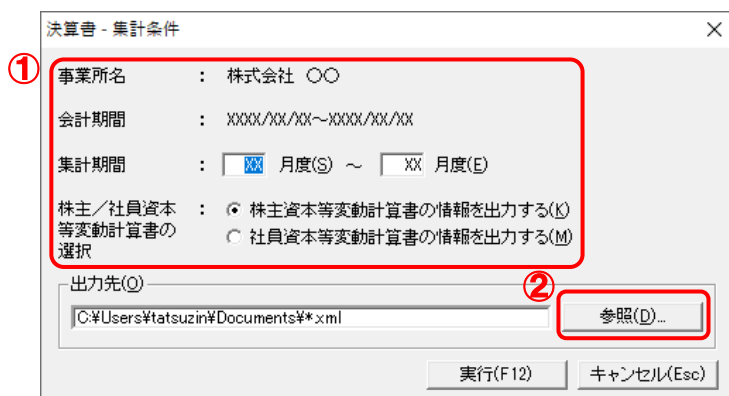 決算書 - 集計条件
①
事業所名 : 株式会社 〇〇
会計期間 : XXXX/XX/XX～XXXX/XX/XX
集計期間 : XX 月度(S) ～ XX 月度(E)
株主／社員資本 : 株主資本等変動計算書の情報を出力する(K)
等変動計算書の 社員資本等変動計算書の情報を出力する(M)
選択
出力先(O) ②
C:¥Users¥tatsuzin¥Documents¥*.xml 参照(D)...
実行(F12) キャンセル(Esc)